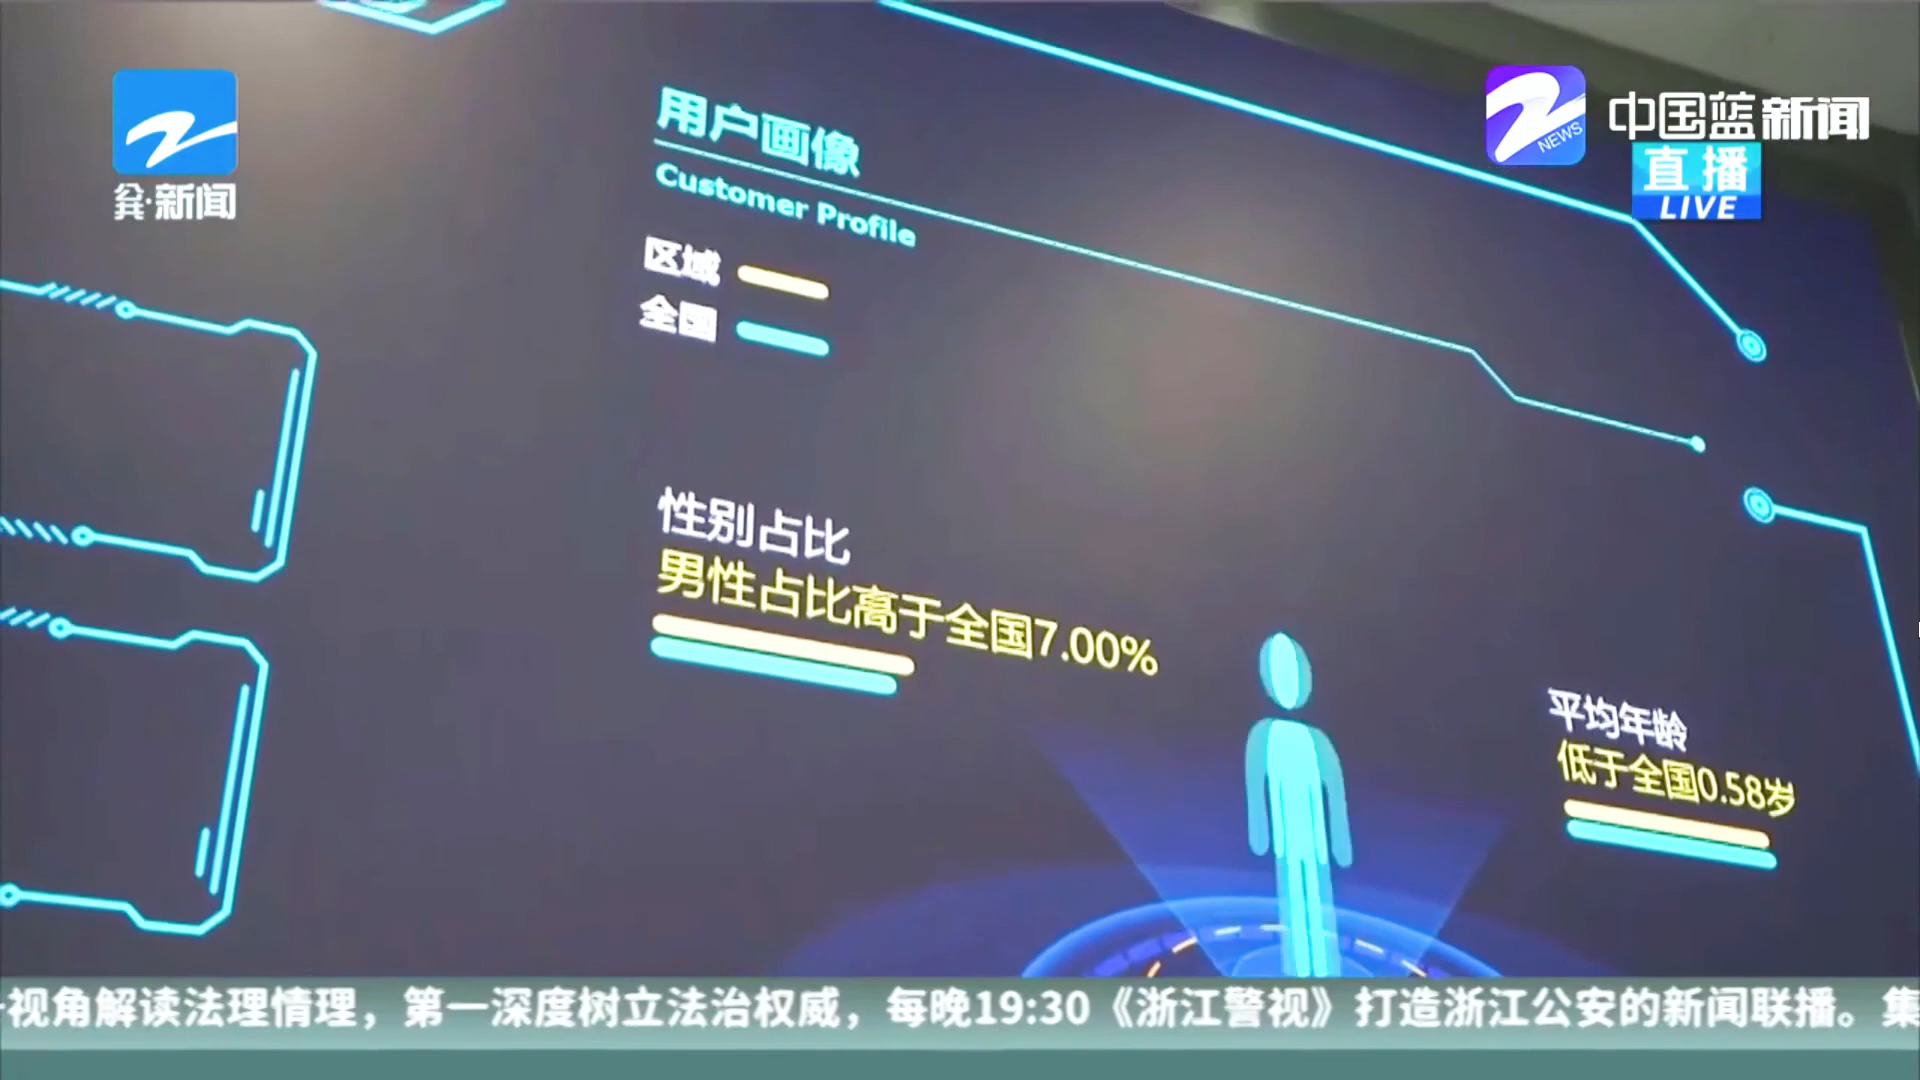 用户画像
Customer Profile
区域
全国
性别占比
男性占比高于全国7.00%
平均年龄
低于全国0.58岁
新闻
NEWS
中国蓝新闻
直播
LIVE
视角解读法理情理，第一深度树立法治权威，每晚19:30《浙江警视》打造浙江公安的新闻联播。集